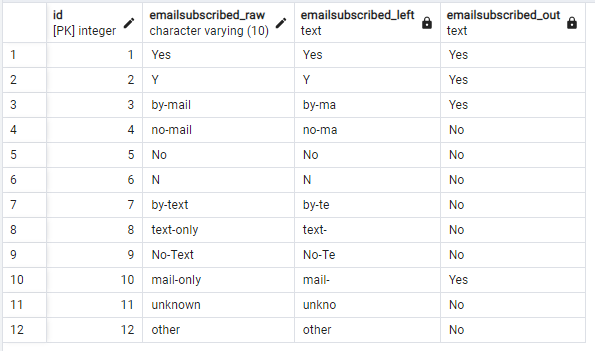 id emailsubscribed_raw emailsubscribed_left emailsubscribed_out
[PK] integer character varying (10) text text
1 1 Yes Yes Yes
2 2 Y Y Yes
3 3 by-mail by-ma Yes
4 4 no-mail no-ma No
5 5 No No No
6 6 N N No
7 7 by-text by-te No
8 8 text-only text- No
9 9 No-Text No-Te No
10 10 mail-only mail- Yes
11 11 unknown unkno No
12 12 other other No